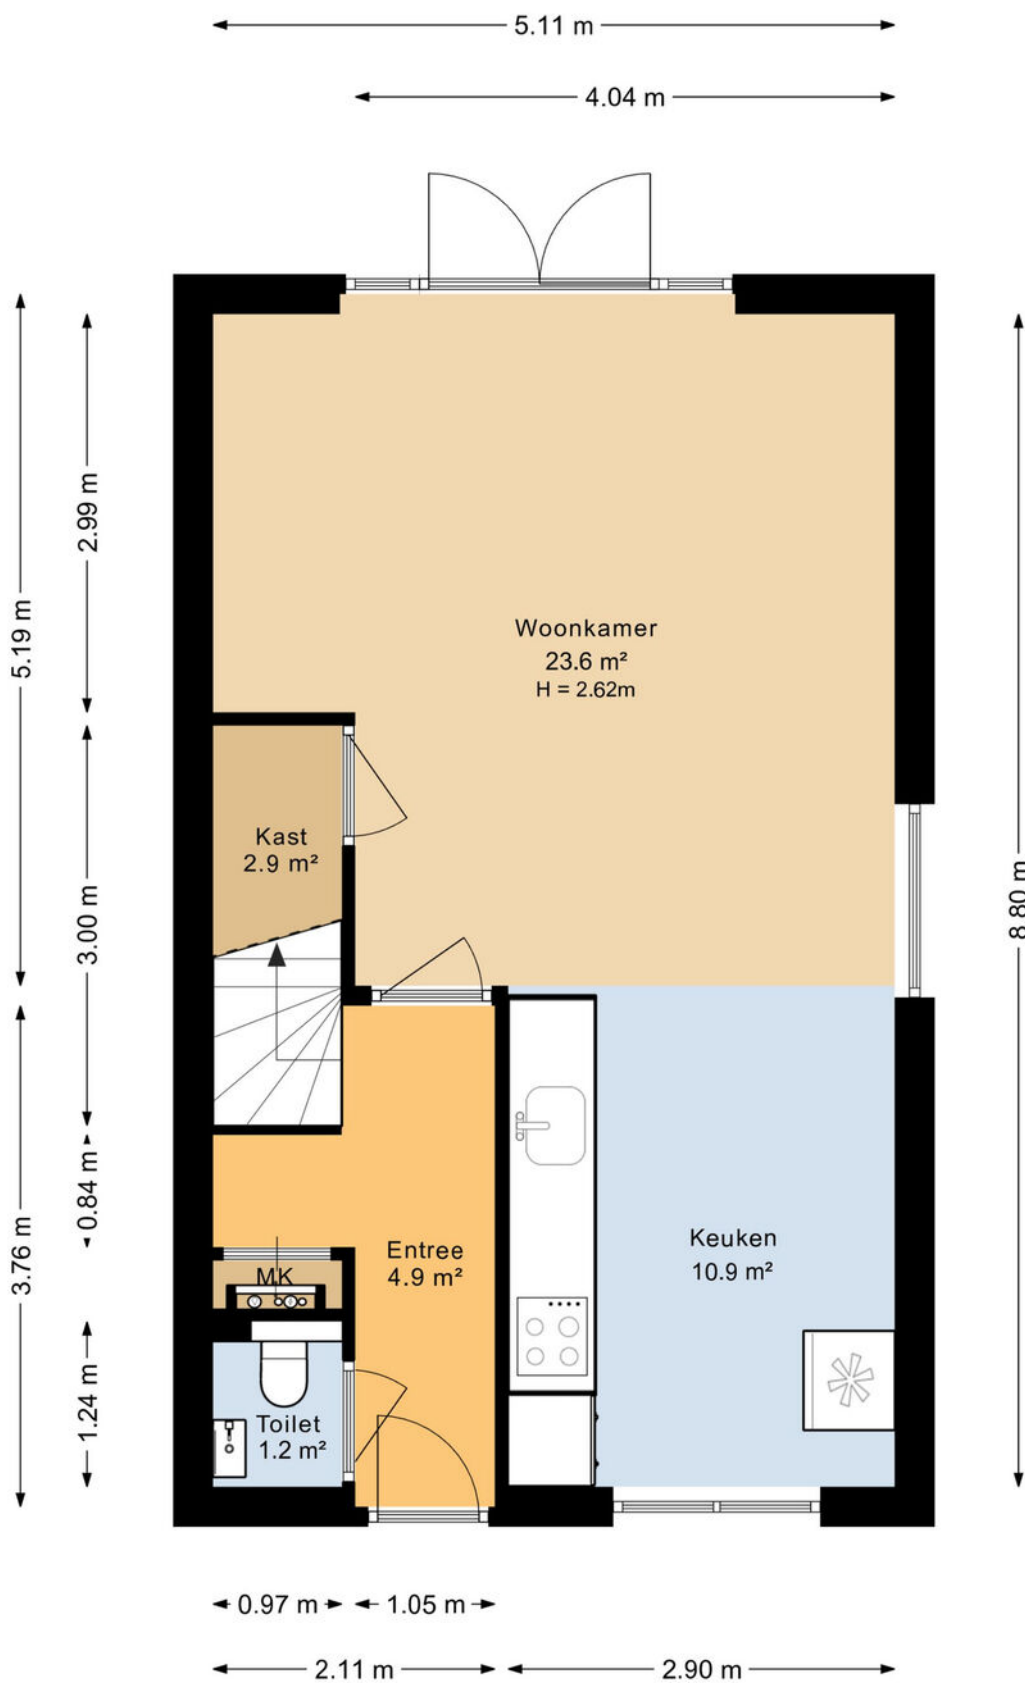 5.11 m
4.04 m
5.19 m
2.99 m
8.80 m
Woonkamer
23.6 m²
H = 2.62m
Kast
2.9 m²
3.00 m
0.84 m
3.76 m
1.24 m
Entree
4.9 m²
Keuken
10.9 m²
MK
Toilet
1.2 m²
0.97 m
1.05 m
2.11 m
2.90 m